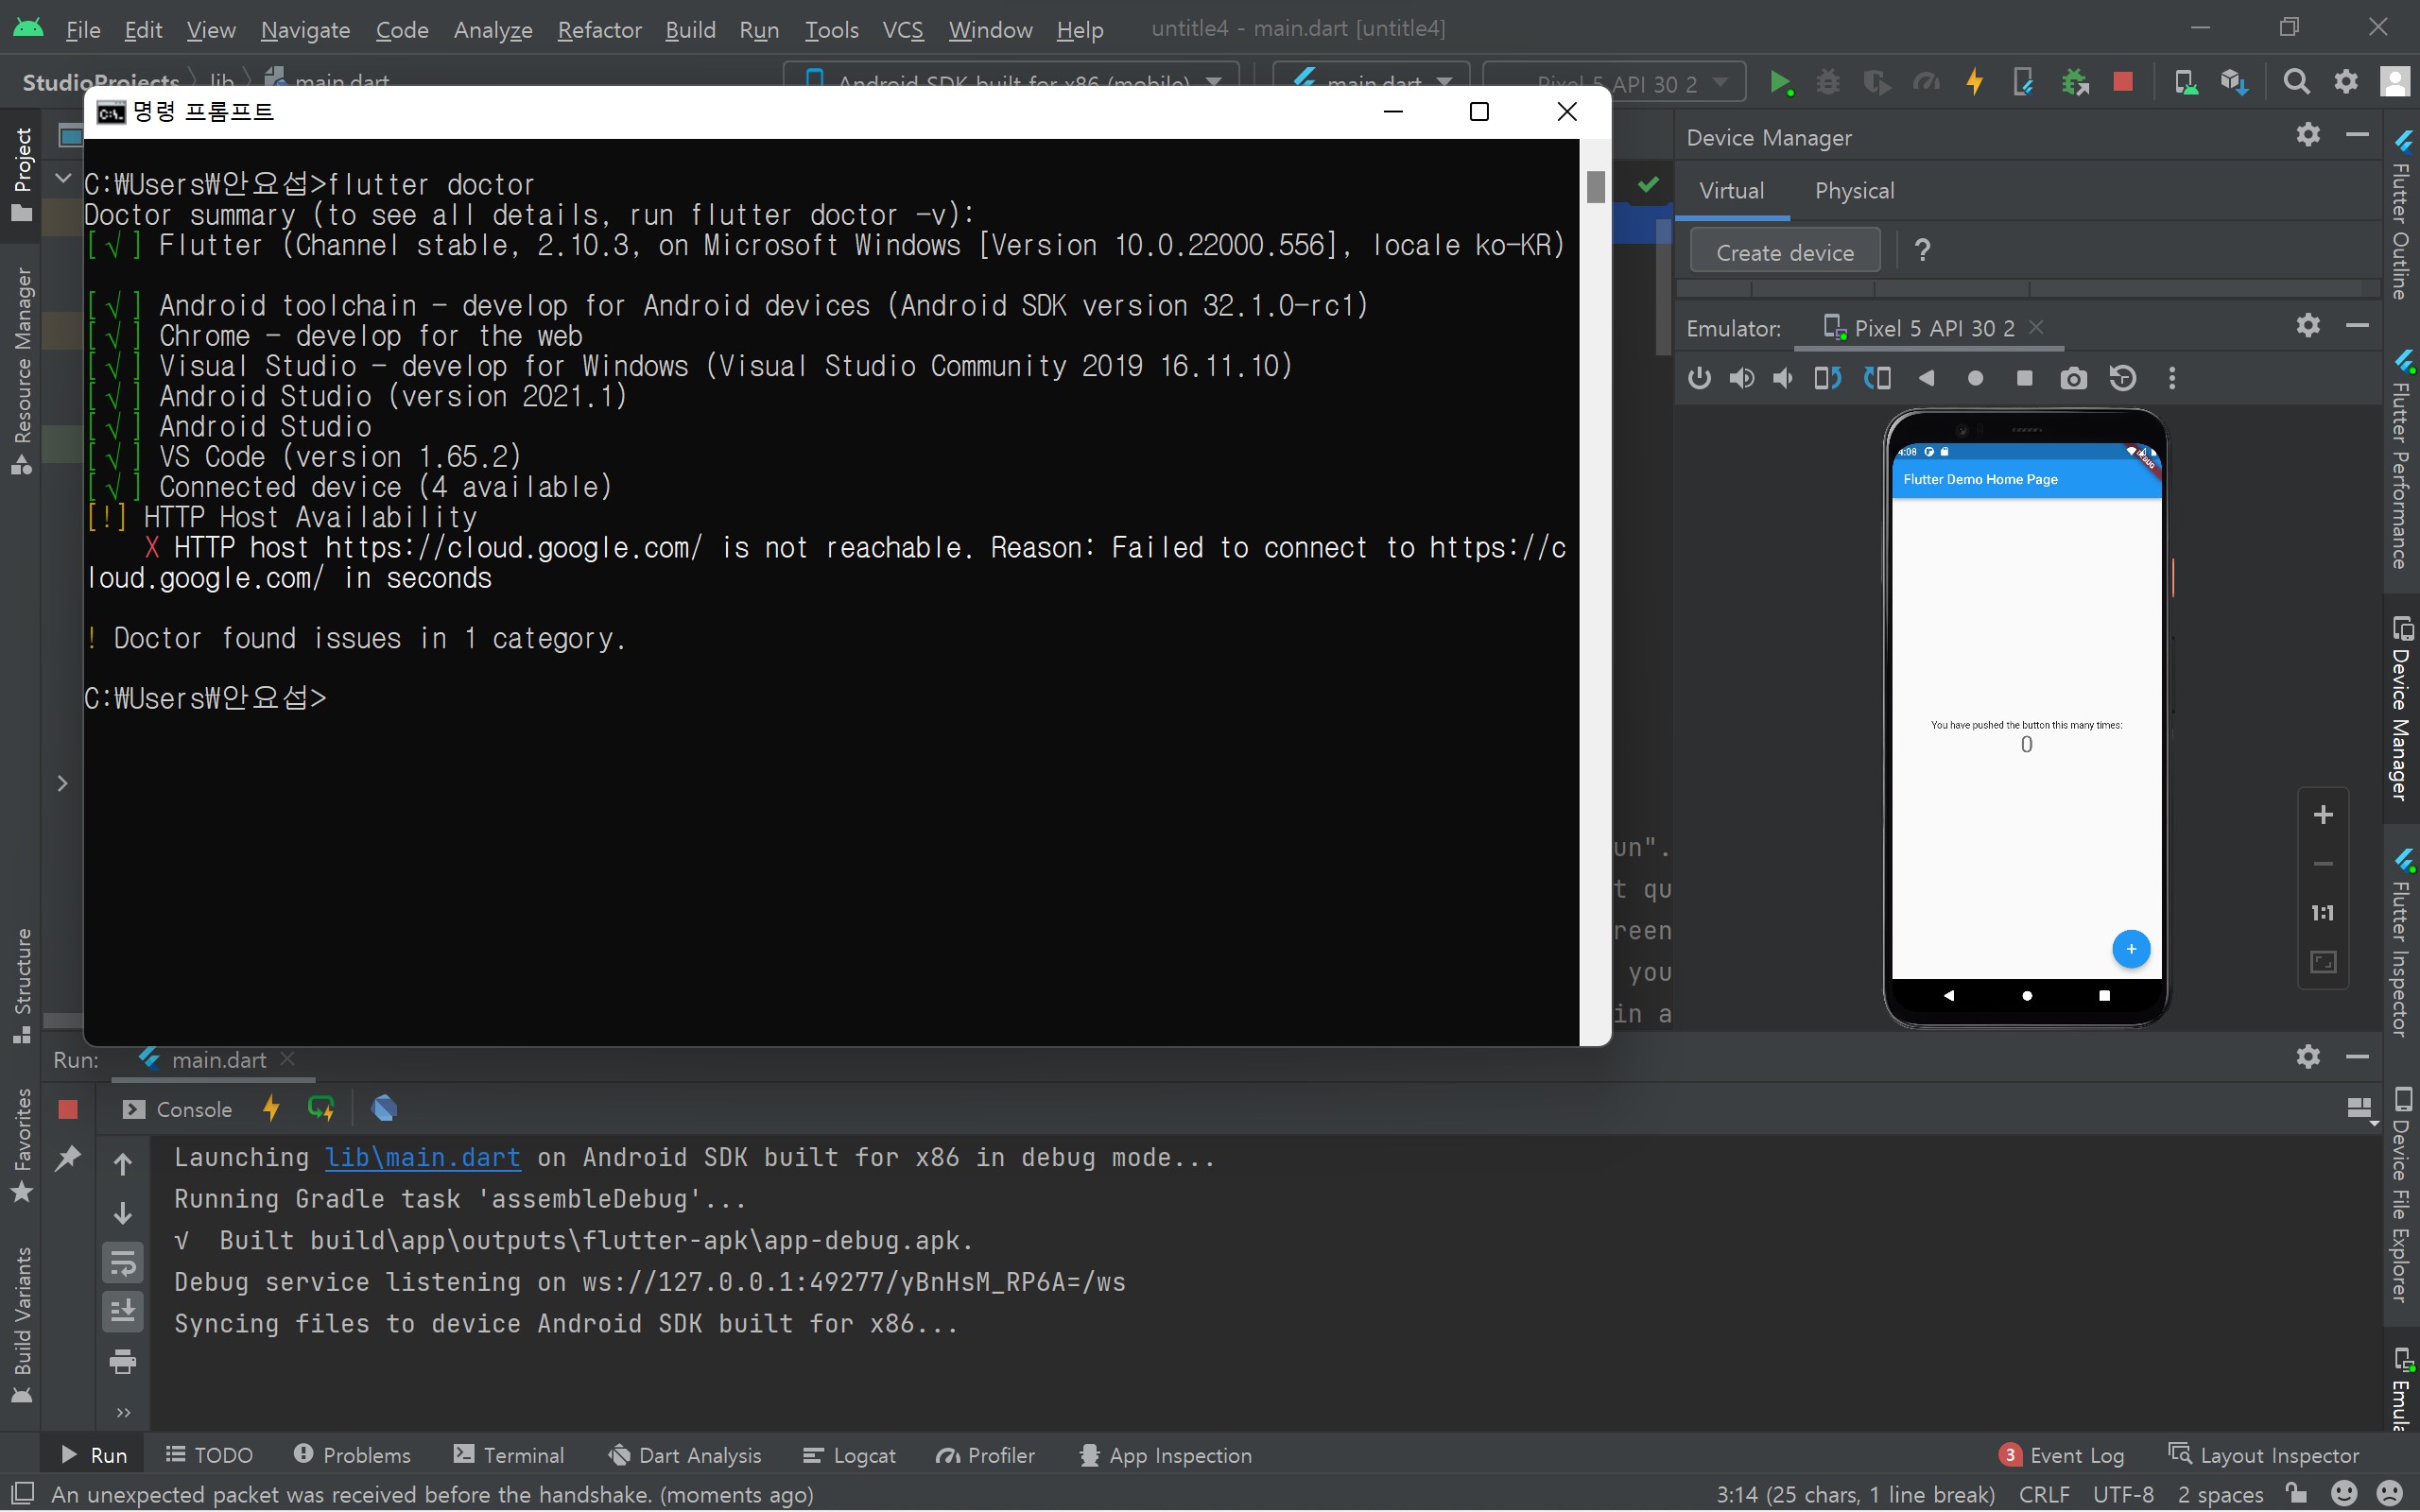 File Edit View Navigate Code Analyze Refactor Build Run Tools VCS Window Help untitle4 - main.dart [untitle4]
StudioProjects lib main.dart Android SDK built for x86 (mobile) main.dart Pixel 5 API 30 2
명령 프롬프트
C:\Users\안요섭>flutter doctor
Doctor summary (to see all details, run flutter doctor -v):
[√] Flutter (Channel stable, 2.10.3, on Microsoft Windows [Version 10.0.22000.556], locale ko-KR)
[√] Android toolchain - develop for Android devices (Android SDK version 32.1.0-rc1)
[√] Chrome - develop for the web
[√] Visual Studio - develop for Windows (Visual Studio Community 2019 16.11.10)
[√] Android Studio (version 2021.1)
[√] Android Studio
[√] VS Code (version 1.65.2)
[√] Connected device (4 available)
[!] HTTP Host Availability
X HTTP host https://cloud.google.com/ is not reachable. Reason: Failed to connect to https://c
loud.google.com/ in seconds
! Doctor found issues in 1 category.
C:\Users\안요섭>
Project
Resource Manager
Structure
Favorites
Build Variants
un".
t qu
reen
you
in a
Device Manager
Virtual Physical
Create device ?
Emulator: Pixel 5 API 30 2
4:08
DEBUG
Flutter Demo Home Page
You have pushed the button this many times:
0
+
1:1
Flutter Outline
Flutter Performance
Device Manager
Flutter Inspector
Device File Explorer
Emula
Run: main.dart
Console
Launching lib\main.dart on Android SDK built for x86 in debug mode...
Running Gradle task 'assembleDebug'...
√ Built build\app\outputs\flutter-apk\app-debug.apk.
Debug service listening on ws://127.0.0.1:49277/yBnHsM_RP6A=/ws
Syncing files to device Android SDK built for x86...
Run TODO Problems Terminal Dart Analysis Logcat Profiler App Inspection 3 Event Log Layout Inspector
An unexpected packet was received before the handshake. (moments ago) 3:14 (25 chars, 1 line break) CRLF UTF-8 2 spaces